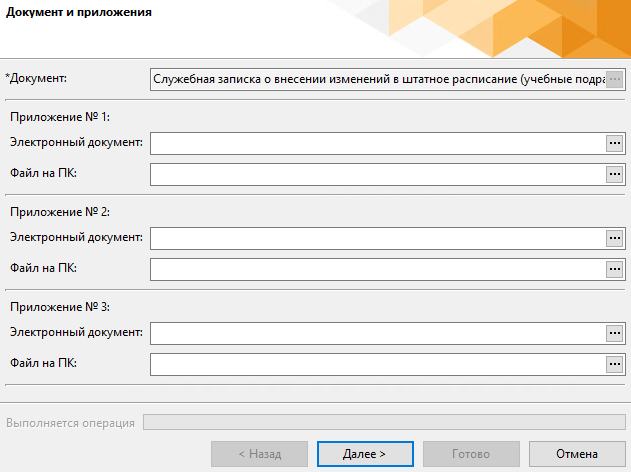 Документ и приложения
*Документ: Служебная записка о внесении изменений в штатное расписание (учебные подра
Приложение № 1:
Электронный документ:
Файл на ПК:
Приложение № 2:
Электронный документ:
Файл на ПК:
Приложение № 3:
Электронный документ:
Файл на ПК:
Выполняется операция
< Назад Далее > Готово Отмена